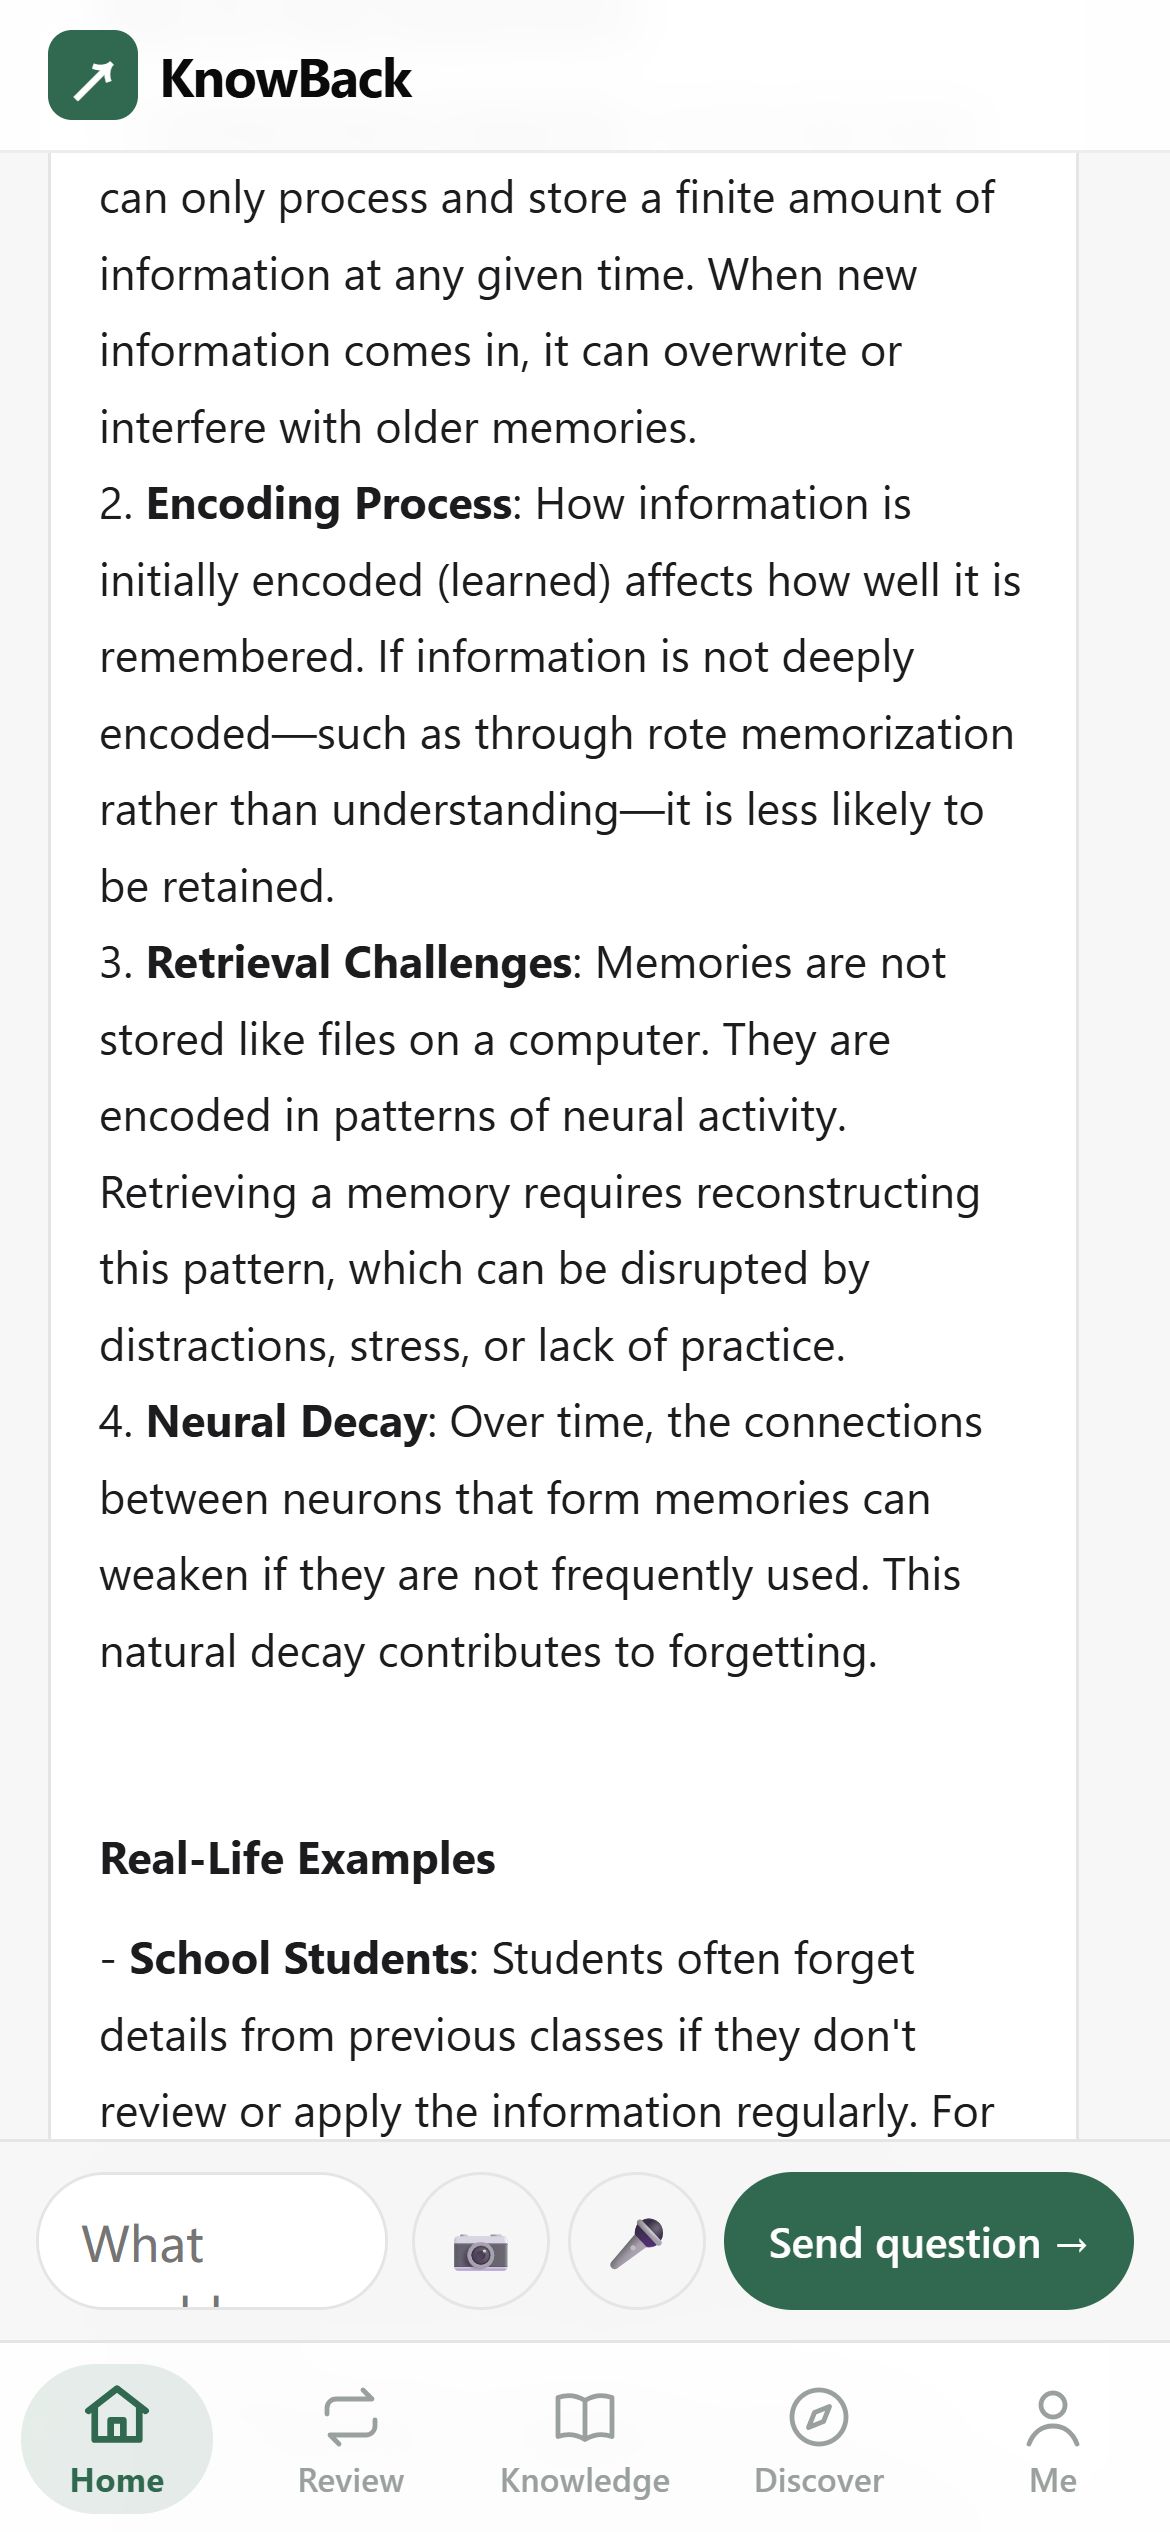 KnowBack
can only process and store a finite amount of
information at any given time. When new
information comes in, it can overwrite or
interfere with older memories.
2. Encoding Process: How information is
initially encoded (learned) affects how well it is
remembered. If information is not deeply
encoded—such as through rote memorization
rather than understanding—it is less likely to
be retained.
3. Retrieval Challenges: Memories are not
stored like files on a computer. They are
encoded in patterns of neural activity.
Retrieving a memory requires reconstructing
this pattern, which can be disrupted by
distractions, stress, or lack of practice.
4. Neural Decay: Over time, the connections
between neurons that form memories can
weaken if they are not frequently used. This
natural decay contributes to forgetting.
Real-Life Examples
- School Students: Students often forget
details from previous classes if they don't
review or apply the information regularly. For
What
Send question →
Home
Review
Knowledge
Discover
Me